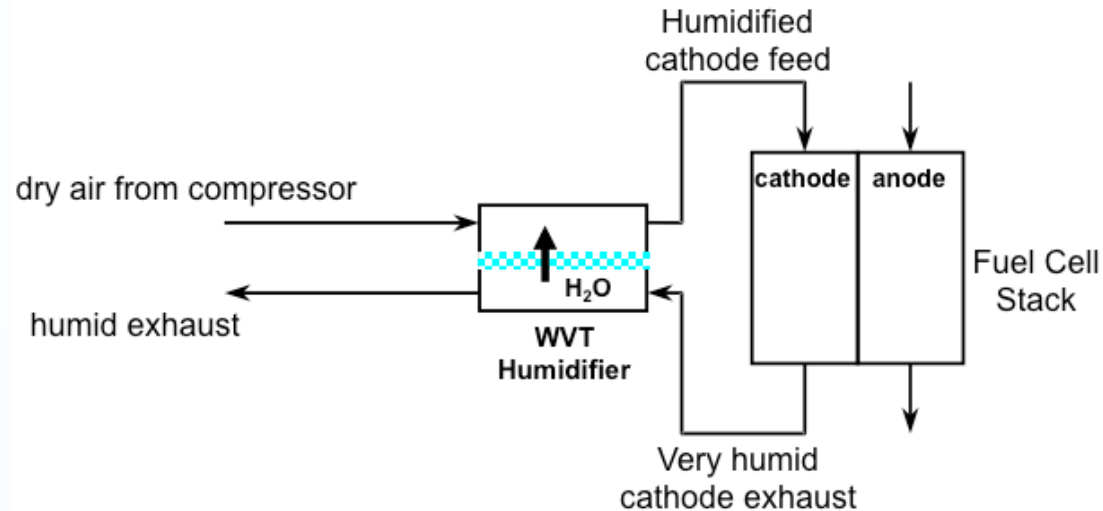 Humidified
cathode feed
dry air from compressor
cathode
anode
H₂O
Fuel Cell
Stack
humid exhaust
WVT
Humidifier
Very humid
cathode exhaust